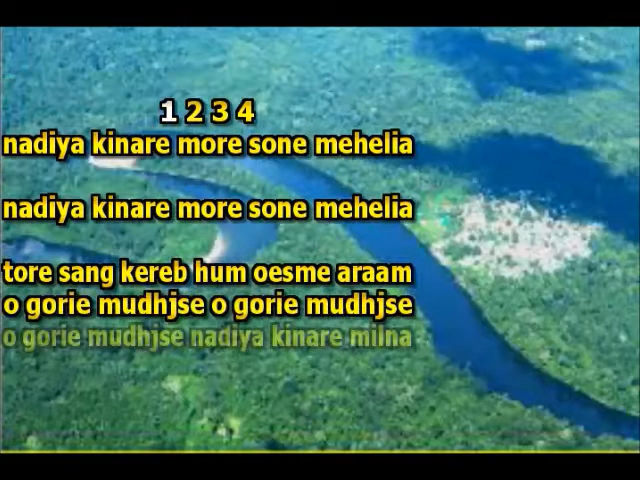 1 2 3 4
nadiya kinare more sone mehelia
nadiya kinare more sone mehelia
tore sang kereb hum oesme araam
o gorie mudhjse o gorie mudhjse
o gorie mudhjse nadiya kinare milna